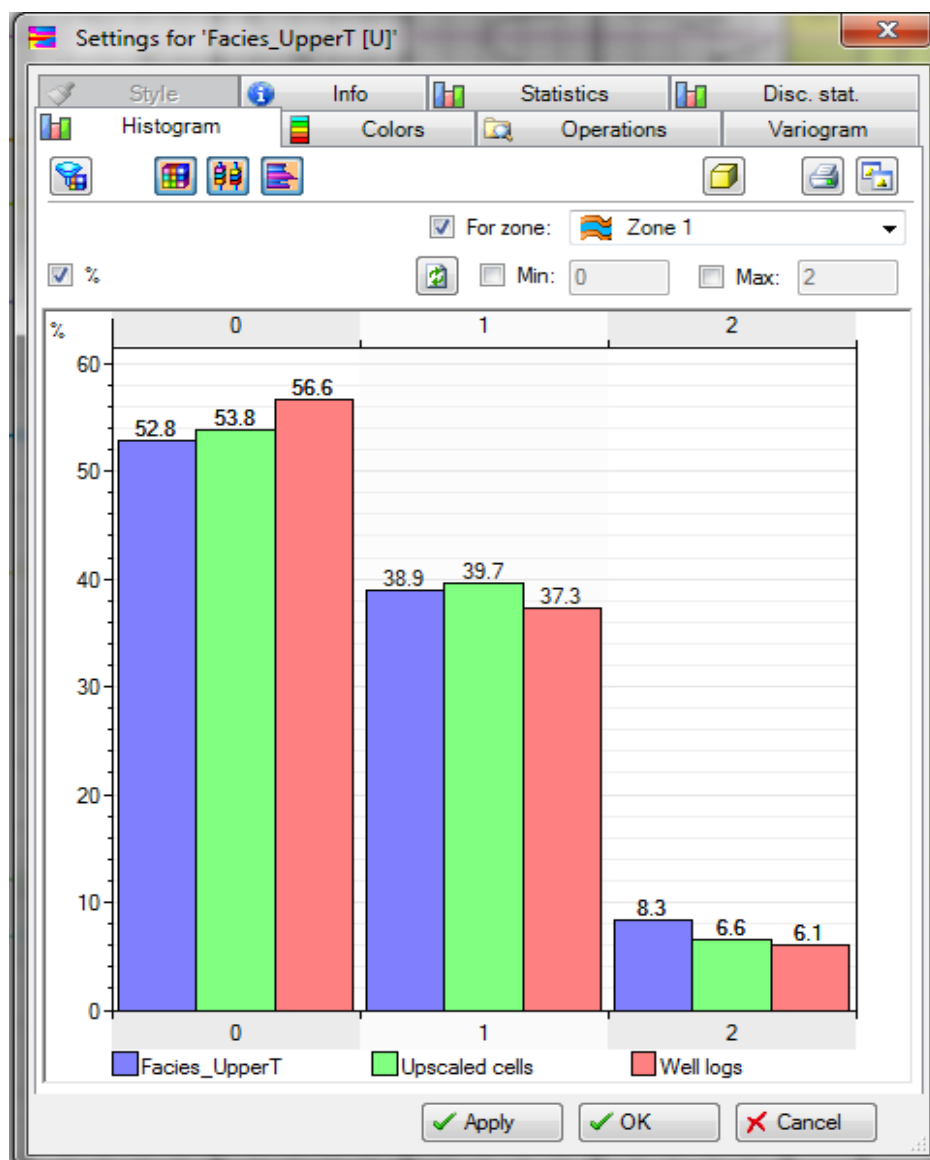 Settings for 'Facies_UpperT [U]'
Style Info Statistics Disc. stat.
Histogram Colors Operations Variogram
For zone: Zone 1
% Min: 0 Max: 2
% 0 1 2
60
56.6
52.8 53.8
50
40
38.9 39.7 37.3
30
20
10
8.3 6.6 6.1
0
0 1 2
Facies_UpperT Upscaled cells Well logs
Apply OK Cancel